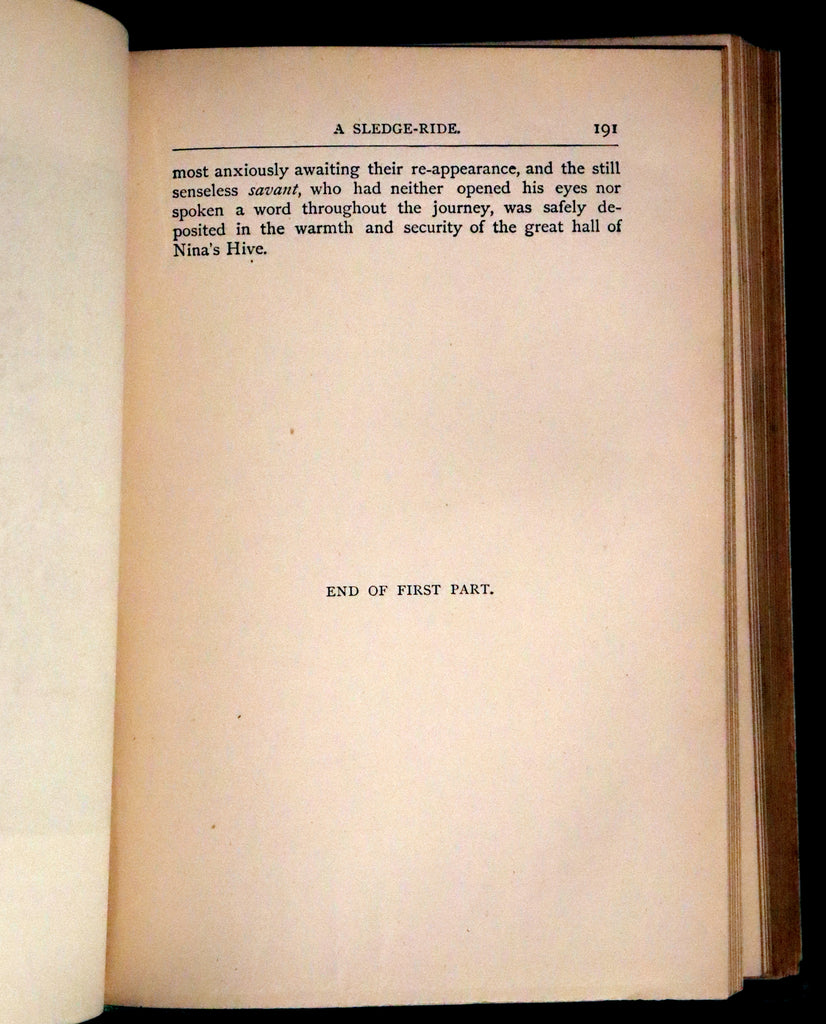 A SLEDGE-RIDE. 191
most anxiously awaiting their re-appearance, and the still
senseless savant, who had neither opened his eyes nor
spoken a word throughout the journey, was safely de-
posited in the warmth and security of the great hall of
Nina's Hive.
END OF FIRST PART.